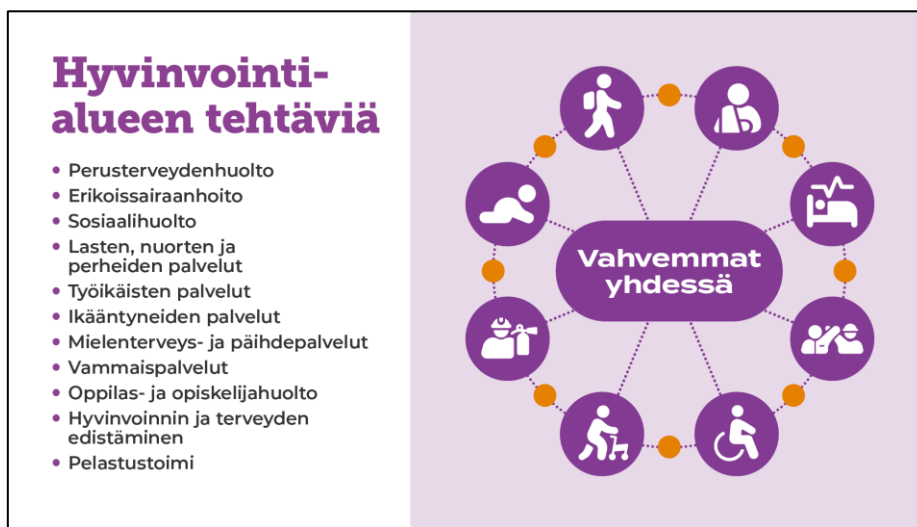 Hyvinvointi-
alueen tehtäviä
• Perusterveydenhuolto
• Erikoissairaanhoito
• Sosiaalihuolto
• Lasten, nuorten ja
perheiden palvelut
• Työikäisten palvelut
• Ikääntyneiden palvelut
• Mielenterveys- ja päihdepalvelut
• Vammaispalvelut
• Oppilas- ja opiskelijahuolto
• Hyvinvoinnin ja terveyden
edistäminen
• Pelastustoimi
Vahvemmat
yhdessä